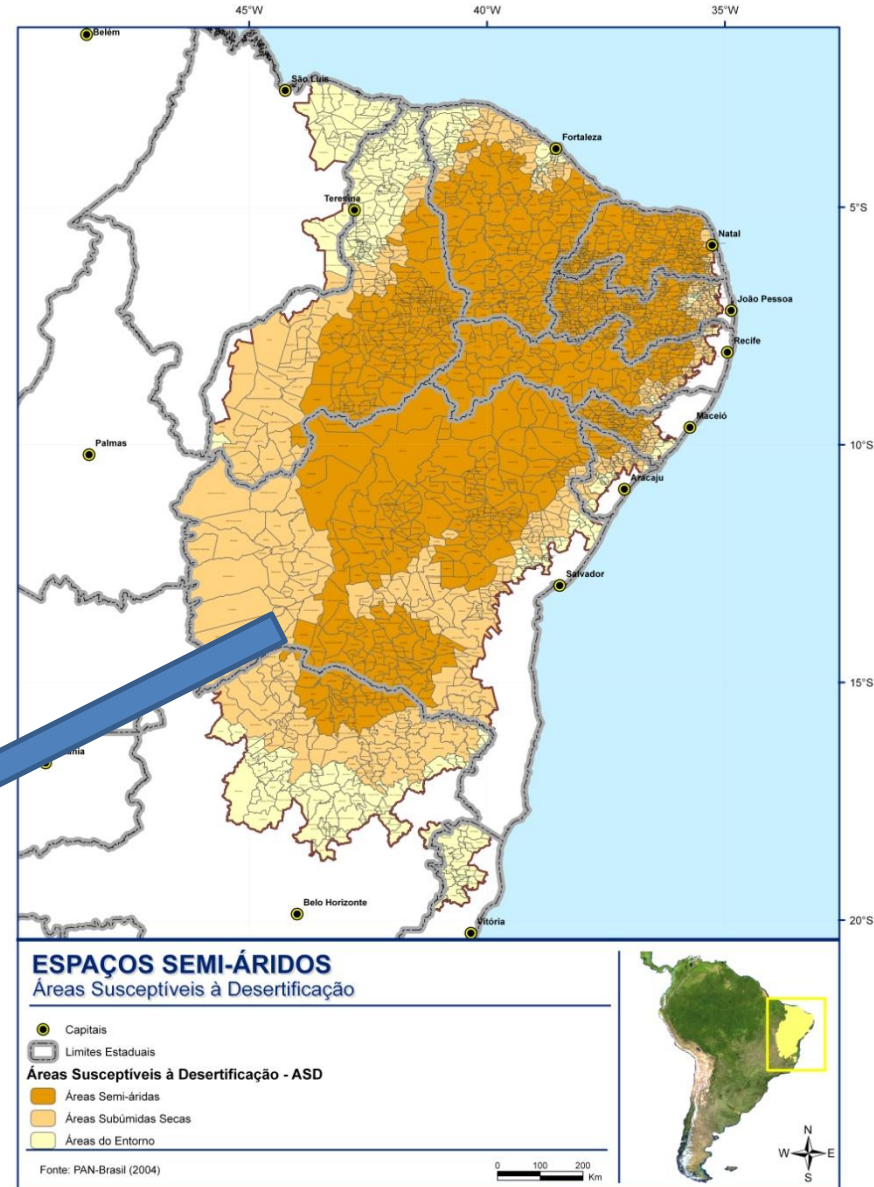 45°W 40°W 35°W
Belém
São Luís
Fortaleza
Teresina
5°S
Natal
João Pessoa
Recife
Maceió
Palmas
10°S
Aracaju
Salvador
15°S
Belo Horizonte
Vitória
20°S
ESPAÇOS SEMI-ÁRIDOS
Áreas Susceptíveis à Desertificação
Capitais
Limites Estaduais
Áreas Susceptíveis à Desertificação - ASD
Áreas Semi-áridas
Áreas Subúmidas Secas
Áreas do Entorno
Fonte: PAN-Brasil (2004)
0 100 200
Km
N
W E
S